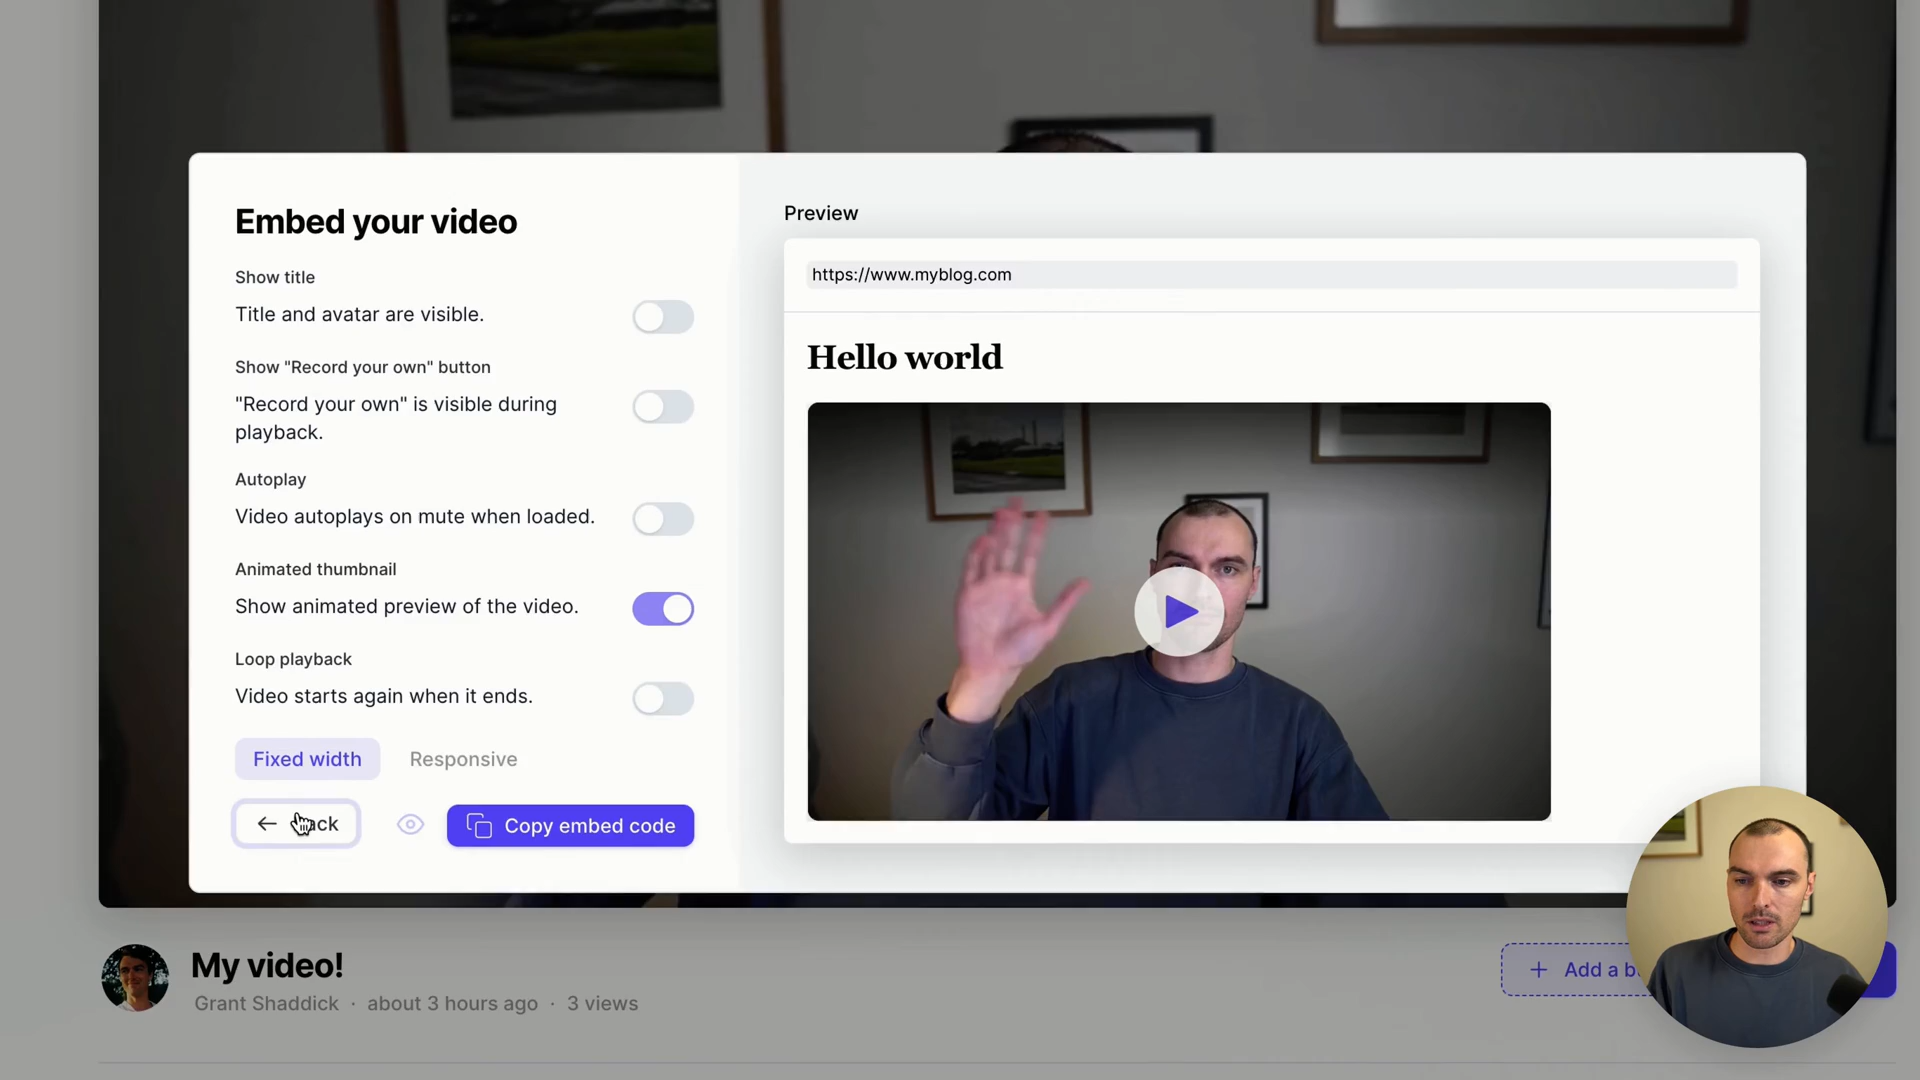 Embed your video
Show title
Title and avatar are visible.
Show "Record your own" button
"Record your own" is visible during
playback.
Autoplay
Video autoplays on mute when loaded.
Animated thumbnail
Show animated preview of the video.
Loop playback
Video starts again when it ends.
Fixed width
Responsive
Copy embed code
Preview
https://www.myblog.com
Hello world
My video!
Grant Shaddick · about 3 hours ago · 3 views
Add a